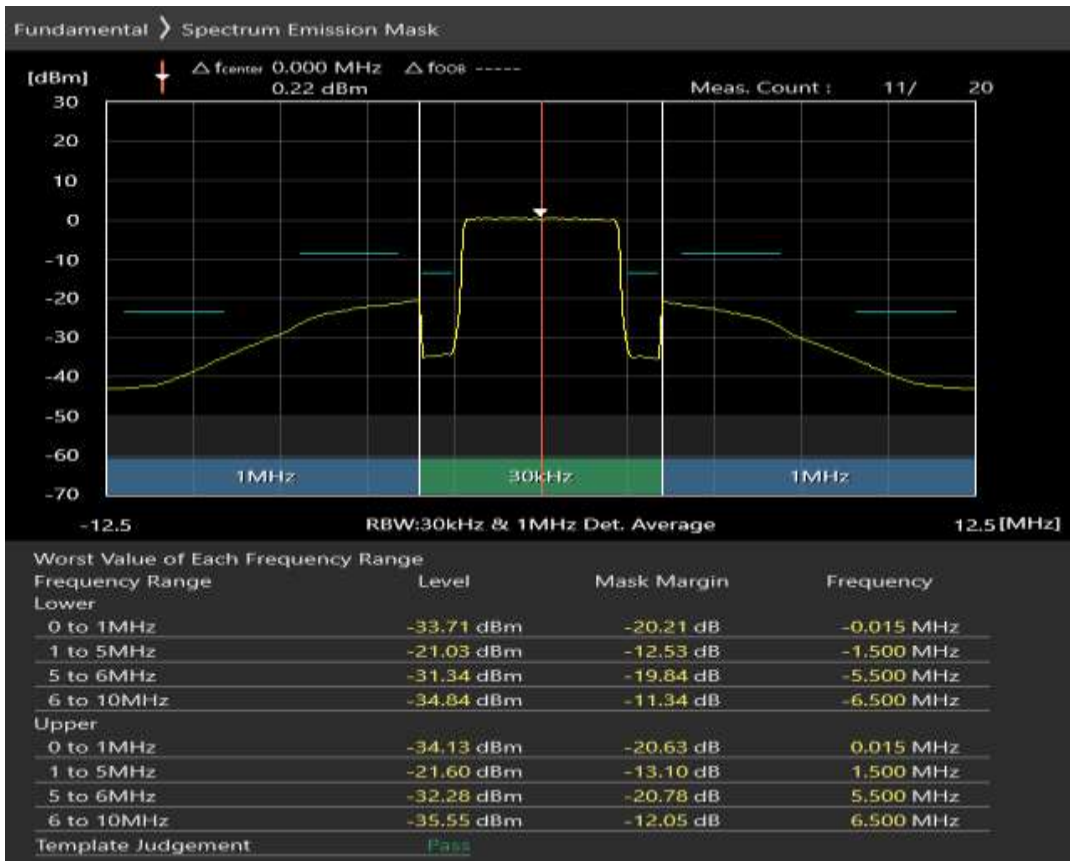 Fundamental ❯ Spectrum Emission Mask
[dBm] △ fcenter 0.000 MHz △ fOOB -----
0.22 dBm Meas. Count : 11/ 20
30
20
10
0
-10
-20
-30
-40
-50
-60
1MHz 30kHz 1MHz
-70
-12.5 RBW:30kHz & 1MHz Det. Average 12.5 [MHz]
Worst Value of Each Frequency Range
Frequency Range Level Mask Margin Frequency
Lower
0 to 1MHz -33.71 dBm -20.21 dB -0.015 MHz
1 to 5MHz -21.03 dBm -12.53 dB -1.500 MHz
5 to 6MHz -31.34 dBm -19.84 dB -5.500 MHz
6 to 10MHz -34.84 dBm -11.34 dB -6.500 MHz
Upper
0 to 1MHz -34.13 dBm -20.63 dB 0.015 MHz
1 to 5MHz -21.60 dBm -13.10 dB 1.500 MHz
5 to 6MHz -32.28 dBm -20.78 dB 5.500 MHz
6 to 10MHz -35.55 dBm -12.05 dB 6.500 MHz
Template Judgement Pass